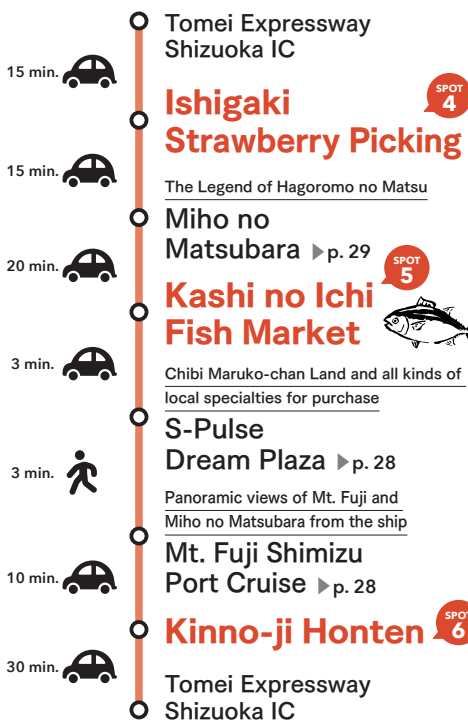 Tomei Expressway
Shizuoka IC
15 min.
SPOT
4
Ishigaki
Strawberry Picking
15 min.
The Legend of Hagoromo no Matsu
Miho no
Matsubara ▶p. 29
20 min.
SPOT
5
Kashi no Ichi
Fish Market
3 min.
Chibi Maruko-chan Land and all kinds of
local specialties for purchase
S-Pulse
Dream Plaza ▶p. 28
3 min.
Panoramic views of Mt. Fuji and
Miho no Matsubara from the ship
Mt. Fuji Shimizu
Port Cruise ▶p. 28
10 min.
SPOT
6
Kinno-ji Honten
30 min.
Tomei Expressway
Shizuoka IC